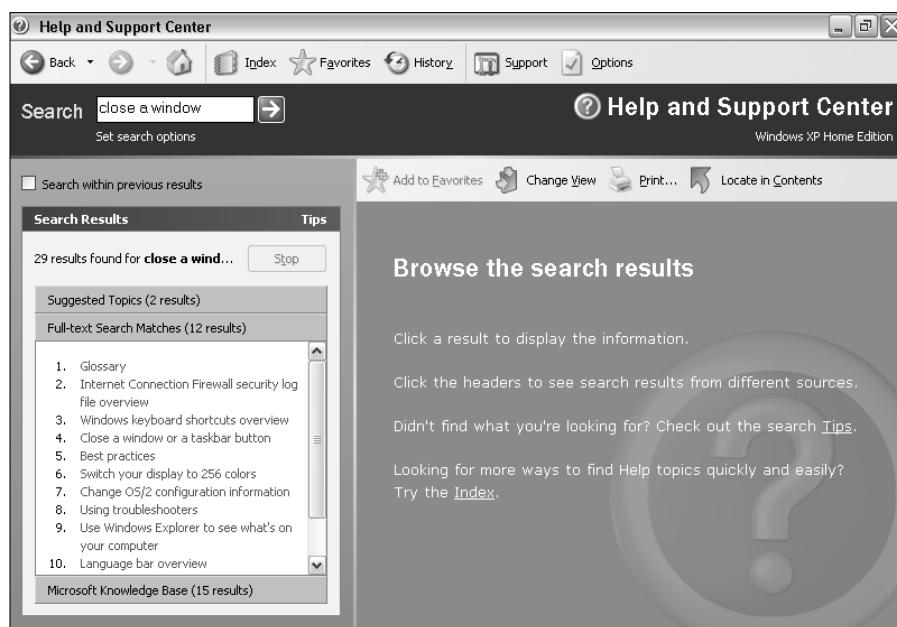 Help and Support Center
Back Index Favorites History Support Options
Search close a window
Set search options
Help and Support Center
Windows XP Home Edition
Search within previous results
Add to Favorites Change View Print... Locate in Contents
Search Results Tips
29 results found for close a wind... Stop
Suggested Topics (2 results)
Full-text Search Matches (12 results)
1. Glossary
2. Internet Connection Firewall security log
file overview
3. Windows keyboard shortcuts overview
4. Close a window or a taskbar button
5. Best practices
6. Switch your display to 256 colors
7. Change OS/2 configuration information
8. Using troubleshooters
9. Use Windows Explorer to see what's on
your computer
10. Language bar overview
Microsoft Knowledge Base (15 results)
Browse the search results
Click a result to display the information.
Click the headers to see search results from different sources.
Didn't find what you're looking for? Check out the search Tips.
Looking for more ways to find Help topics quickly and easily?
Try the Index.